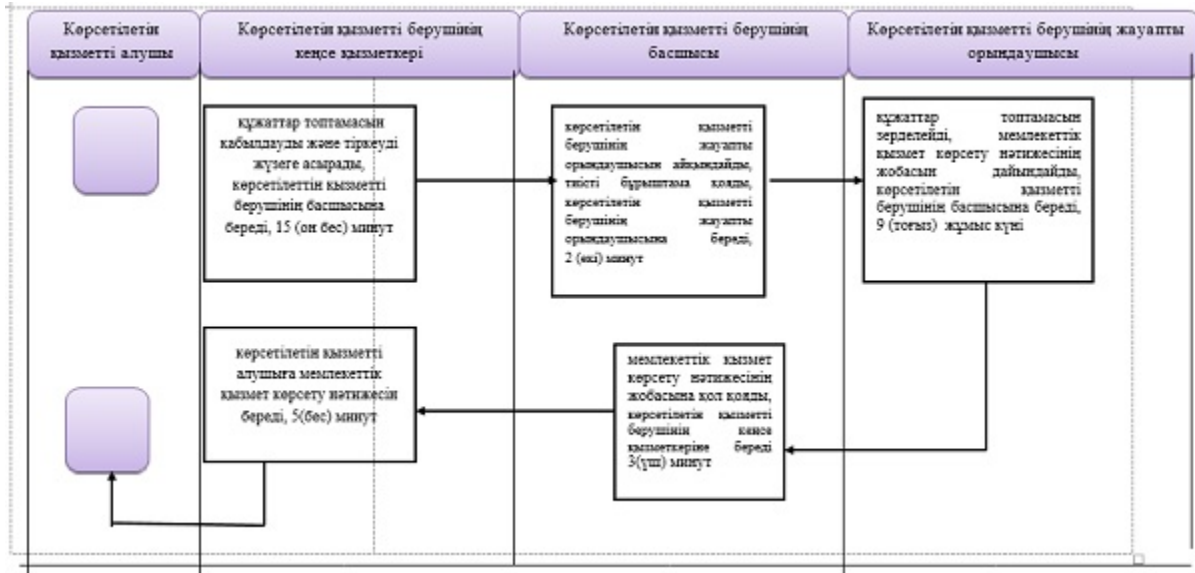 Көрсетілетін
қызметті алушы
Көрсетілетін қызметті берушінің
кеңсе қызметкері
Көрсетілетін қызметті берушінің
басшысы
Көрсетілетін қызметті берушінің жауапты
орындаушысы
құжаттар топтамасын
қабылдауды және тіркеуді
жүзеге асырады,
көрсетілеттін қызметті
берушінің басшысына
береді, 15 (он бес) минут
көрсетілетін қызметті
берушінің жауапты
орындаушысын айқындайды,
тиісті бұрыштама қояды,
көрсетілетін қызметті
берушінің жауапты
орындаушысына береді,
2 (екі) минут
құжаттар топтамасын
зерделейді, мемлекеттік
қызмет көрсету нәтижесінің
жобасын дайындайды,
көрсетілетін қызметті
берушінің басшысына береді,
9 (тоғыз) жұмыс күні
көрсетілетін қызметті
алушыға мемлекеттік
қызмет көрсету нәтижесін
береді, 5(бес) минут
мемлекеттік қызмет
көрсету нәтижесінің
жобасына қол қояды,
көрсетілетін қызметті
берушінің кеңсе
қызметкеріне береді
3(үш) минут